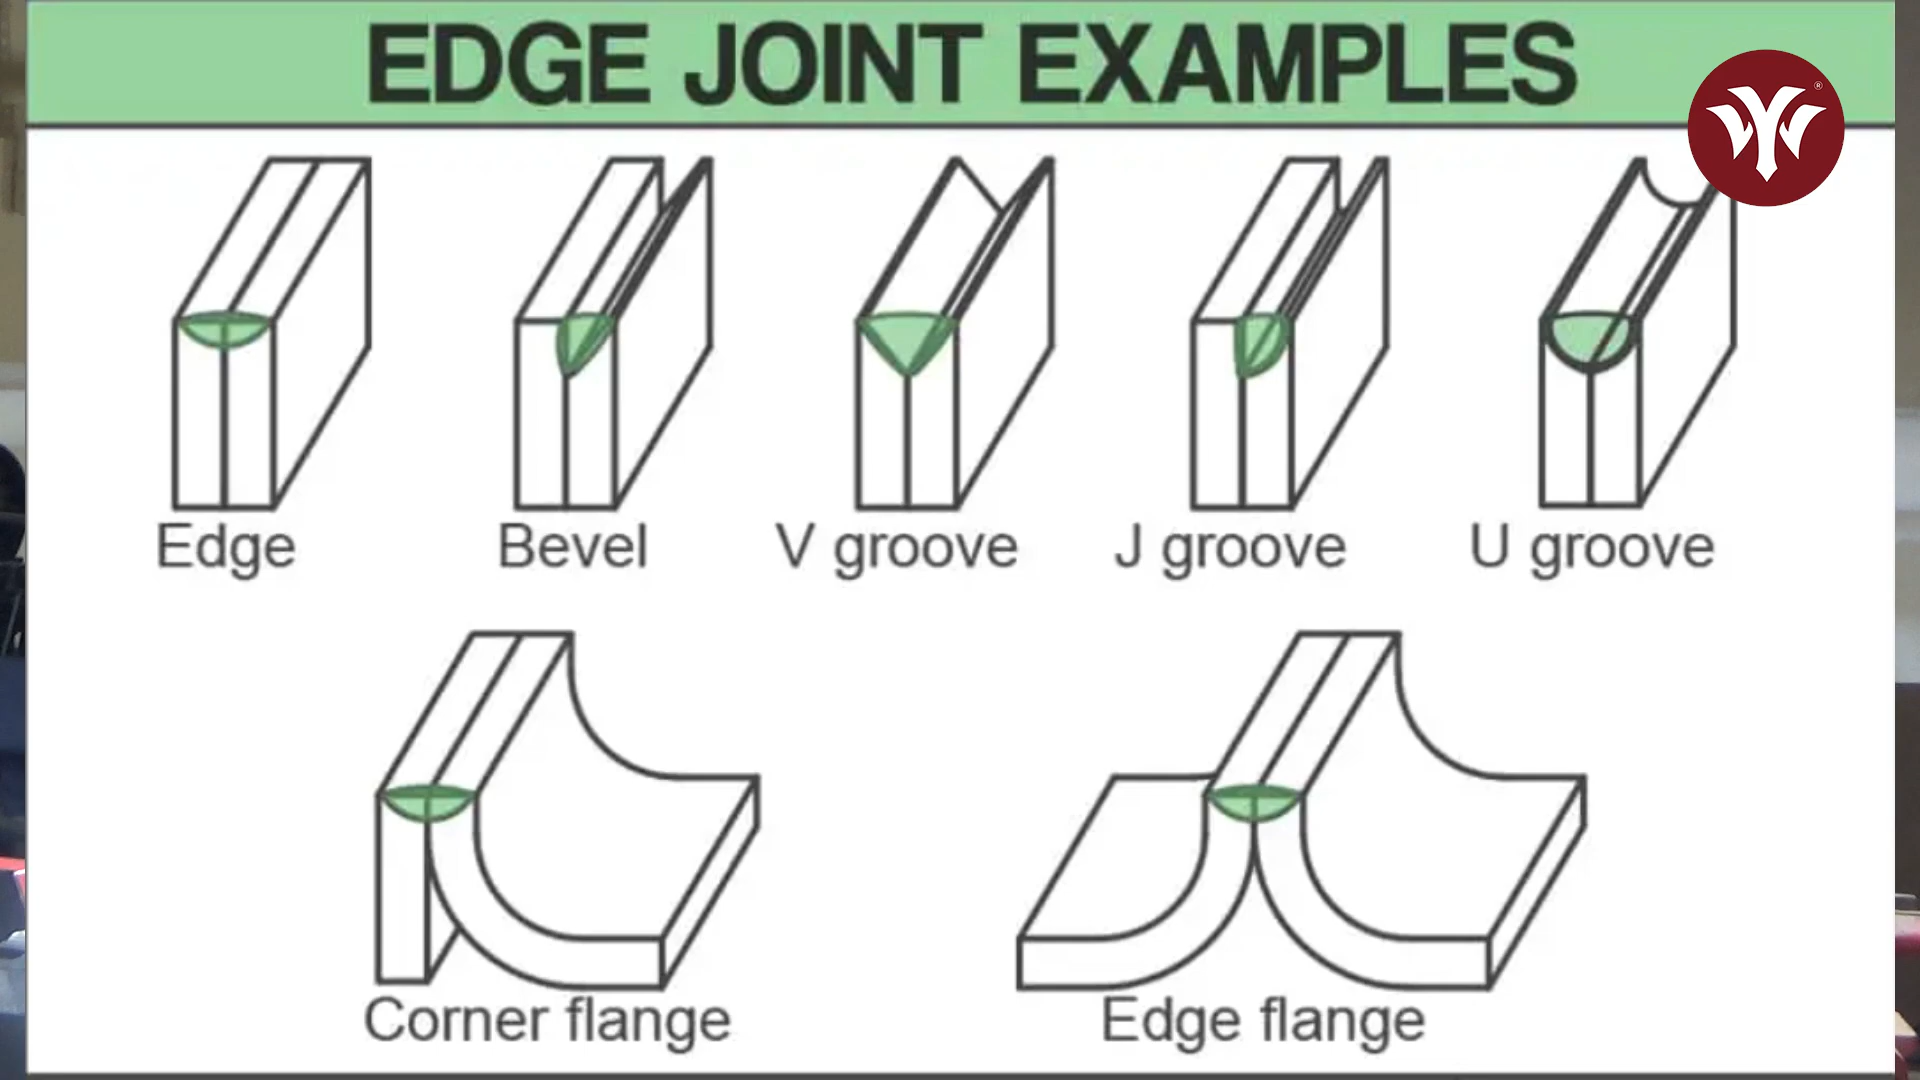 EDGE JOINT EXAMPLES
Edge
Bevel
V groove
J groove
U groove
Corner flange
Edge flange